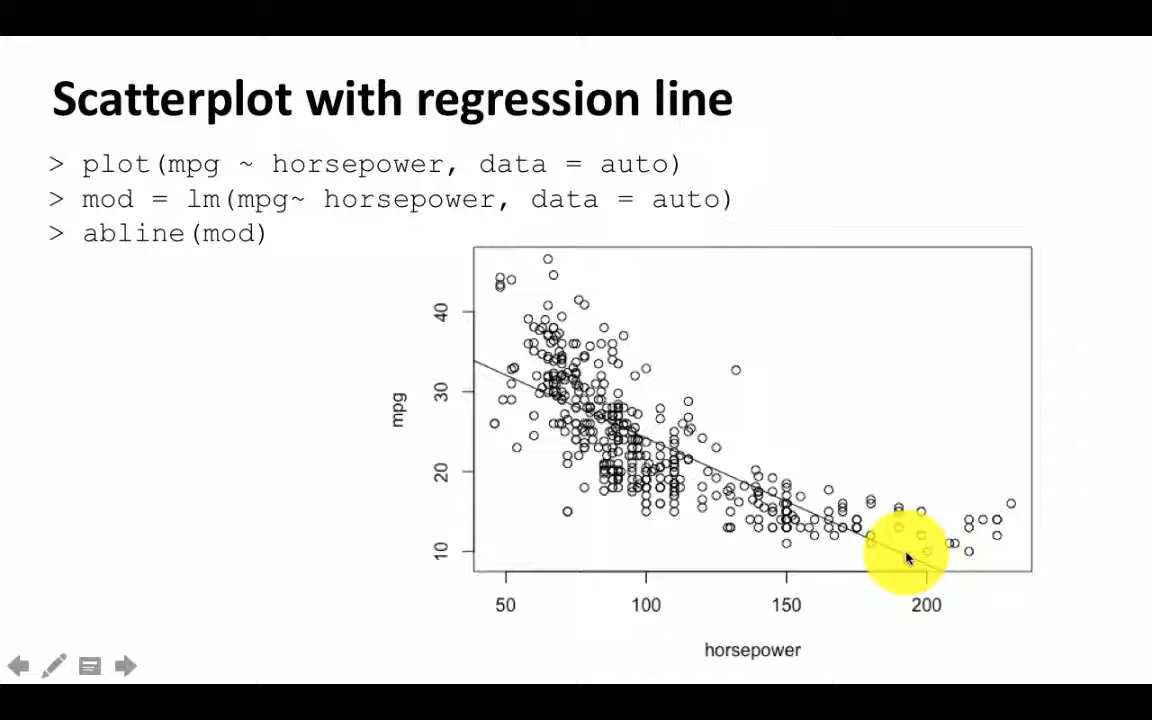 Scatterplot with regression line
> plot(mpg ~ horsepower, data = auto)
> mod = lm(mpg~ horsepower, data = auto)
> abline(mod)
40
30
20
10
mpg
50 100 150 200
horsepower